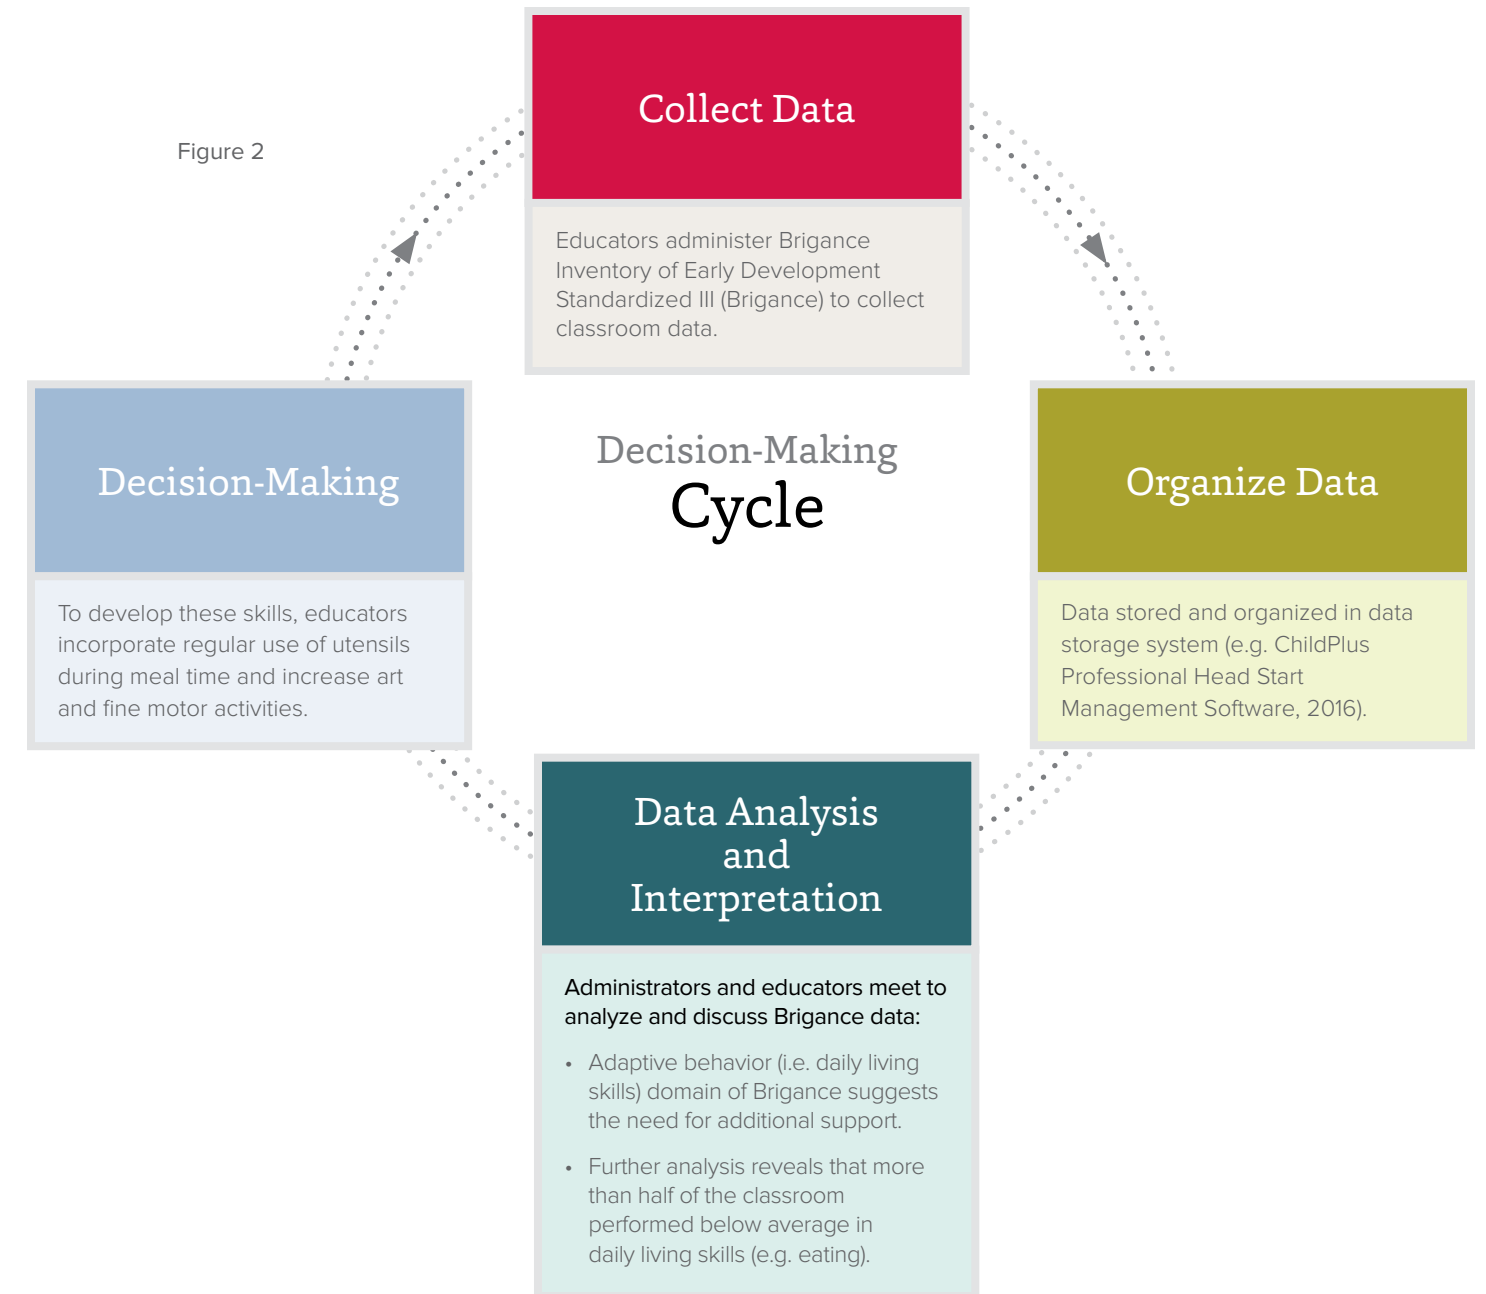 Figure 2
Collect Data
Educators administer Brigance
Inventory of Early Development
Standardized III (Brigance) to collect
classroom data.
Decision-Making
Cycle
Organize Data
Data stored and organized in data
storage system (e.g. ChildPlus
Professional Head Start
Management Software, 2016).
Data Analysis
and
Interpretation
Administrators and educators meet to
analyze and discuss Brigance data:
• Adaptive behavior (i.e. daily living
skills) domain of Brigance suggests
the need for additional support.
• Further analysis reveals that more
than half of the classroom
performed below average in
daily living skills (e.g. eating).
Decision-Making
To develop these skills, educators
incorporate regular use of utensils
during meal time and increase art
and fine motor activities.